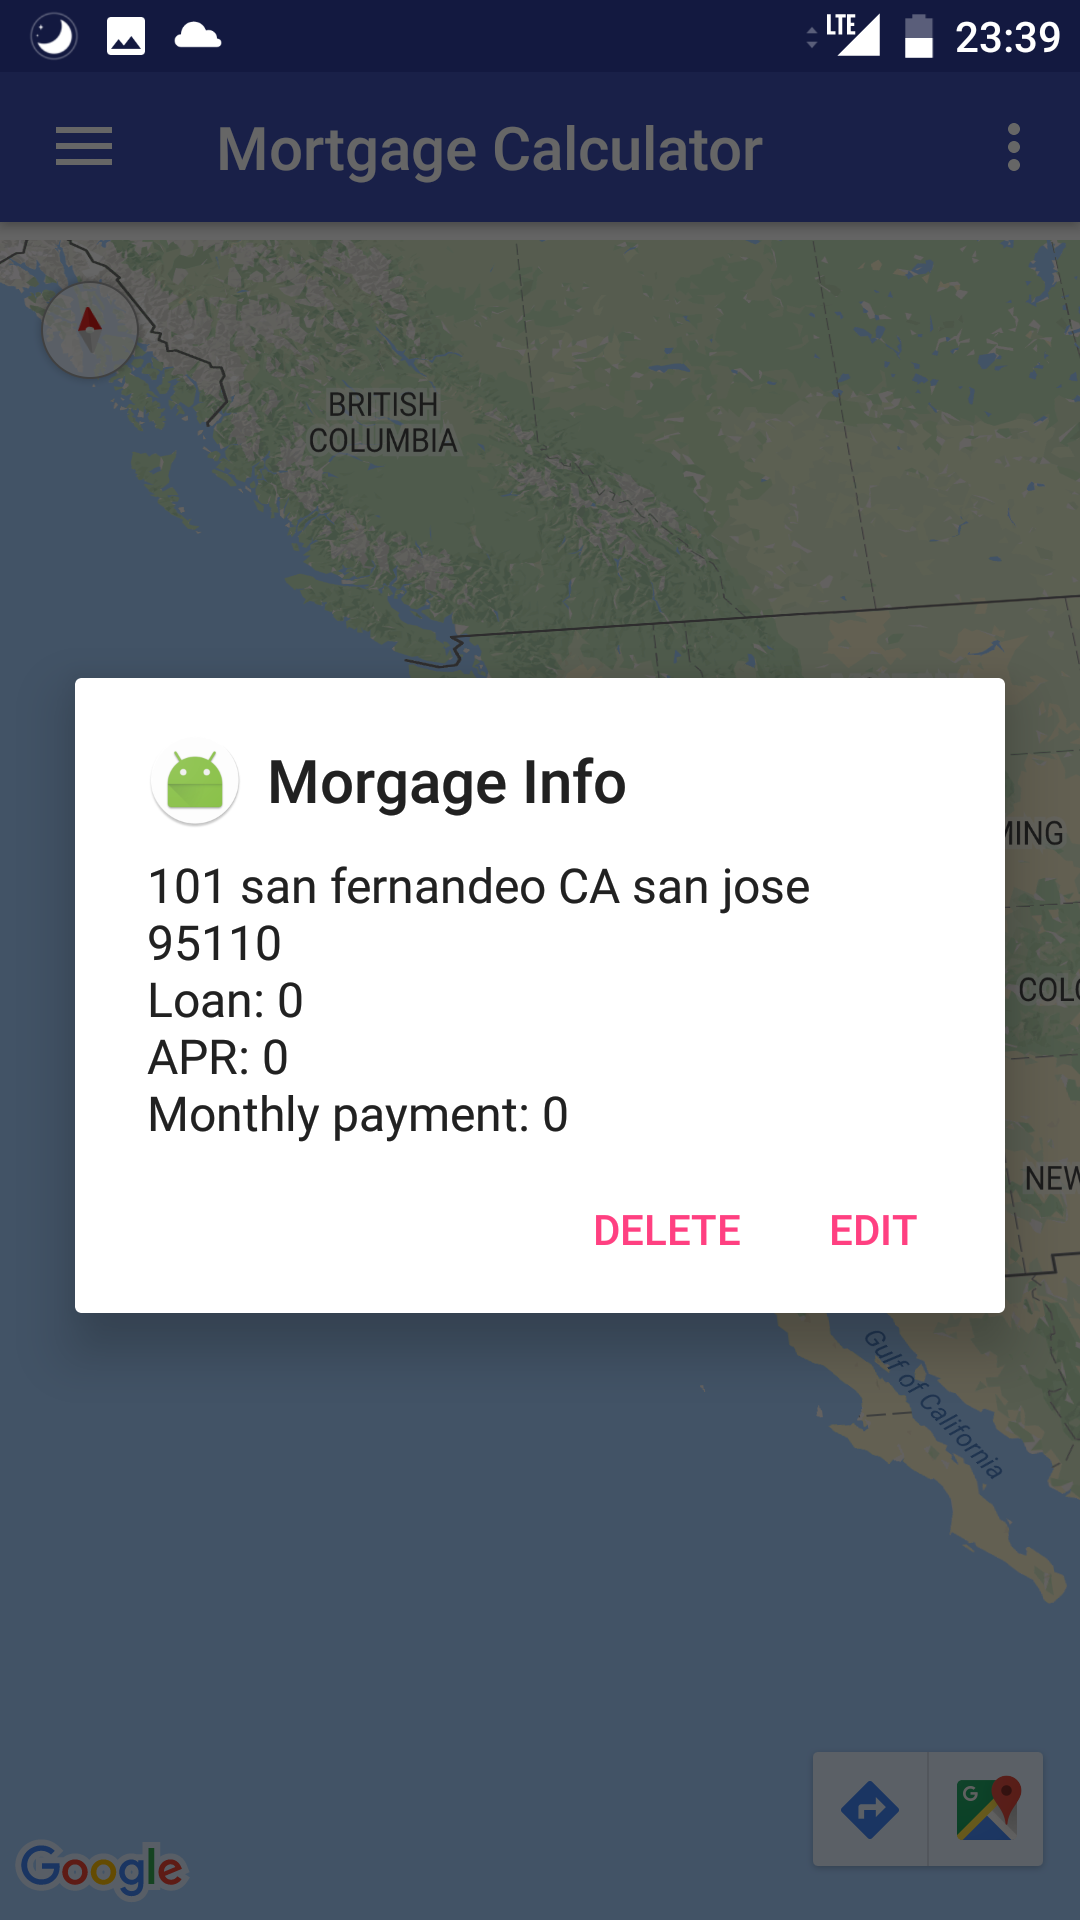 LTE 23:39
Mortgage Calculator
BRITISH
COLUMBIA
Morgage Info
MING
101 san fernandeo CA san jose
95110
COLO
Loan: 0
APR: 0
Monthly payment: 0
NEW
DELETE EDIT
Gulf of California
G
Google